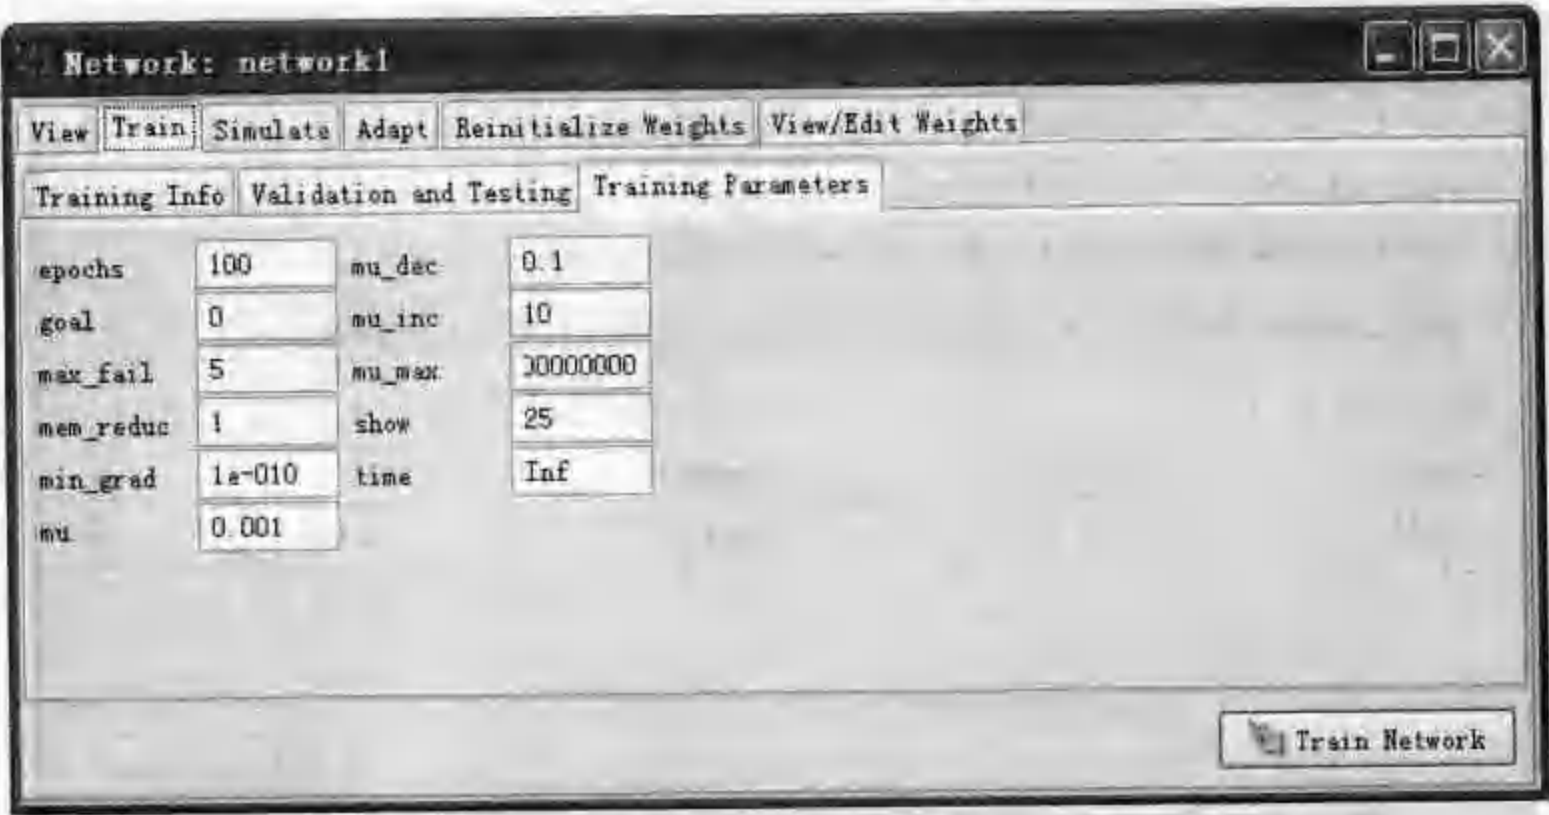 Network: network1
View Train Simulate Adapt Reinitialize Weights View/Edit Weights
Training Info Validation and Testing Training Parameters
epochs 100 mu_dec 0.1
goal 0 mu_inc 10
max_fail 5 mu_max 00000000
mem_reduc 1 show 25
min_grad 1e-010 time Inf
mu 0.001
Train Network